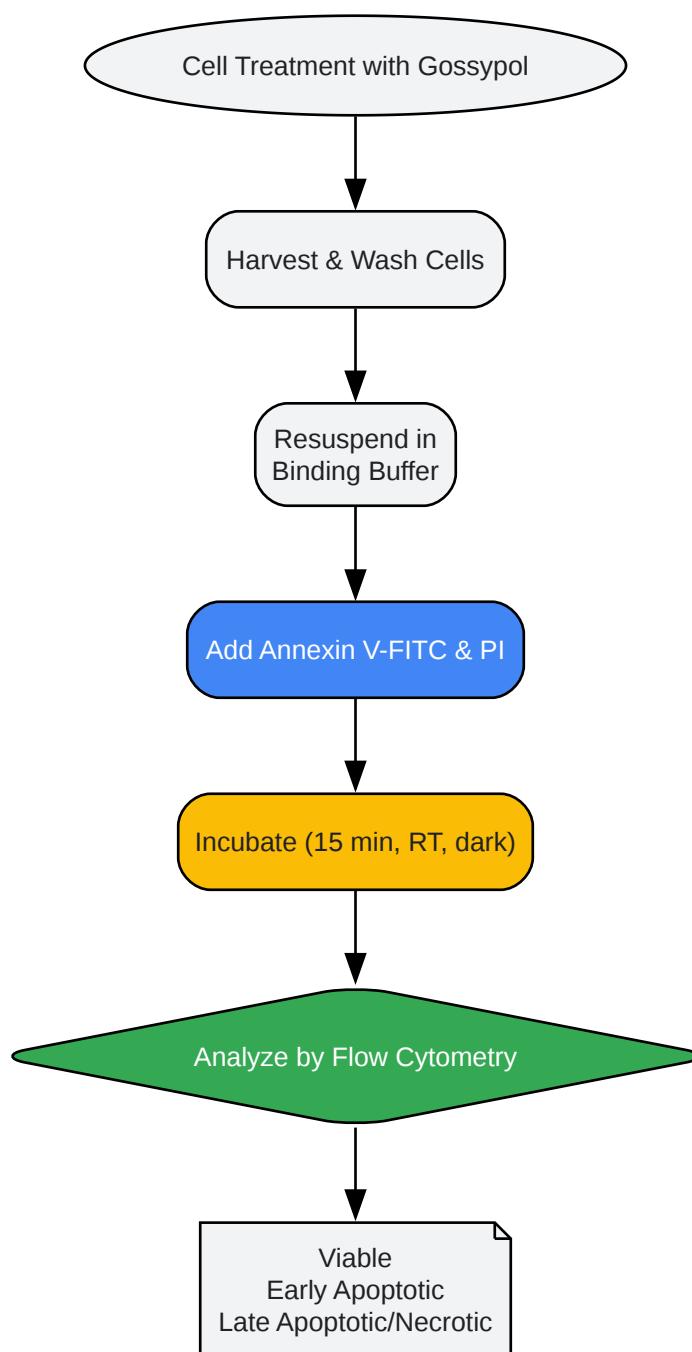 Cell Treatment with Gossypol
Harvest & Wash Cells
Resuspend in
Binding Buffer
Add Annexin V-FITC & PI
Incubate (15 min, RT, dark)
Analyze by Flow Cytometry
Viable
Early Apoptotic
Late Apoptotic/Necrotic